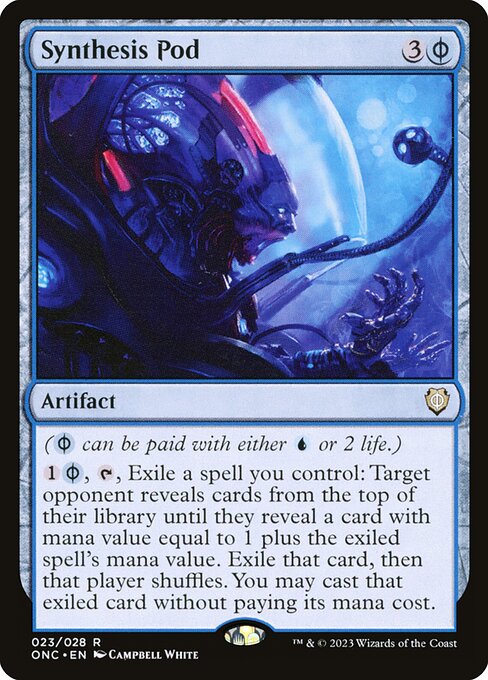 Synthesis Pod 3
Artifact
( can be paid with either or 2 life.)
1 , , Exile a spell you control: Target
opponent reveals cards from the top of
their library until they reveal a card with
mana value equal to 1 plus the exiled
spell's mana value. Exile that card, then
that player shuffles. You may cast that
exiled card without paying its mana cost.
023/028 R
ONC • EN Campbell White
™ & © 2023 Wizards of the Coast